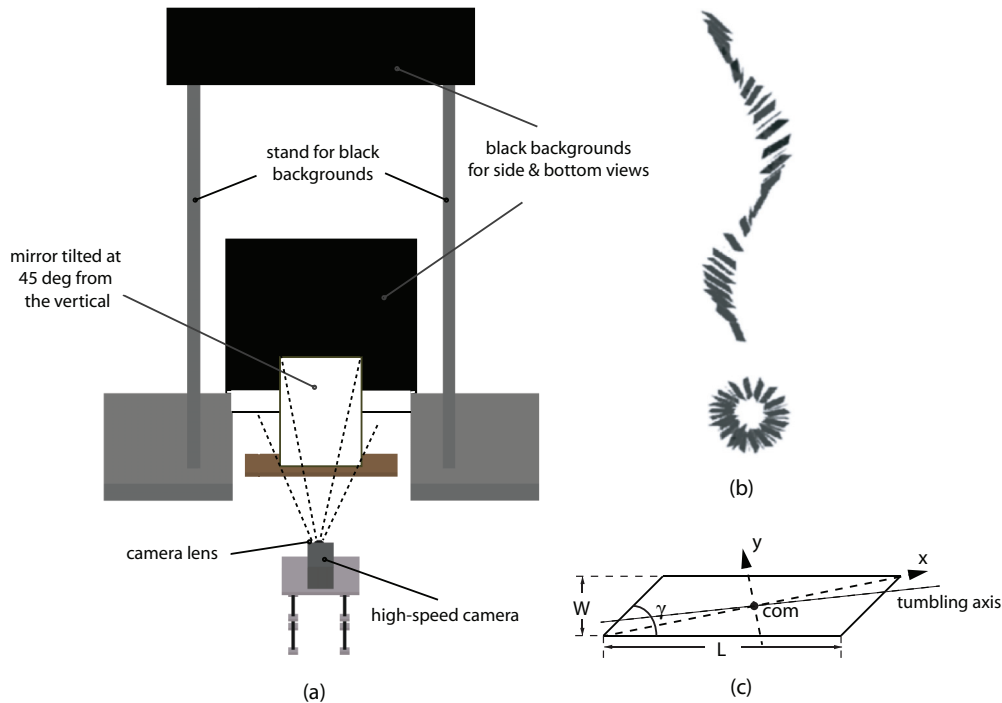 stand for black
backgrounds
black backgrounds
for side & bottom views
mirror tilted at
45 deg from
the vertical
camera lens
high-speed camera
(a)
(b)
y
x
W
γ
com
tumbling axis
L
(c)